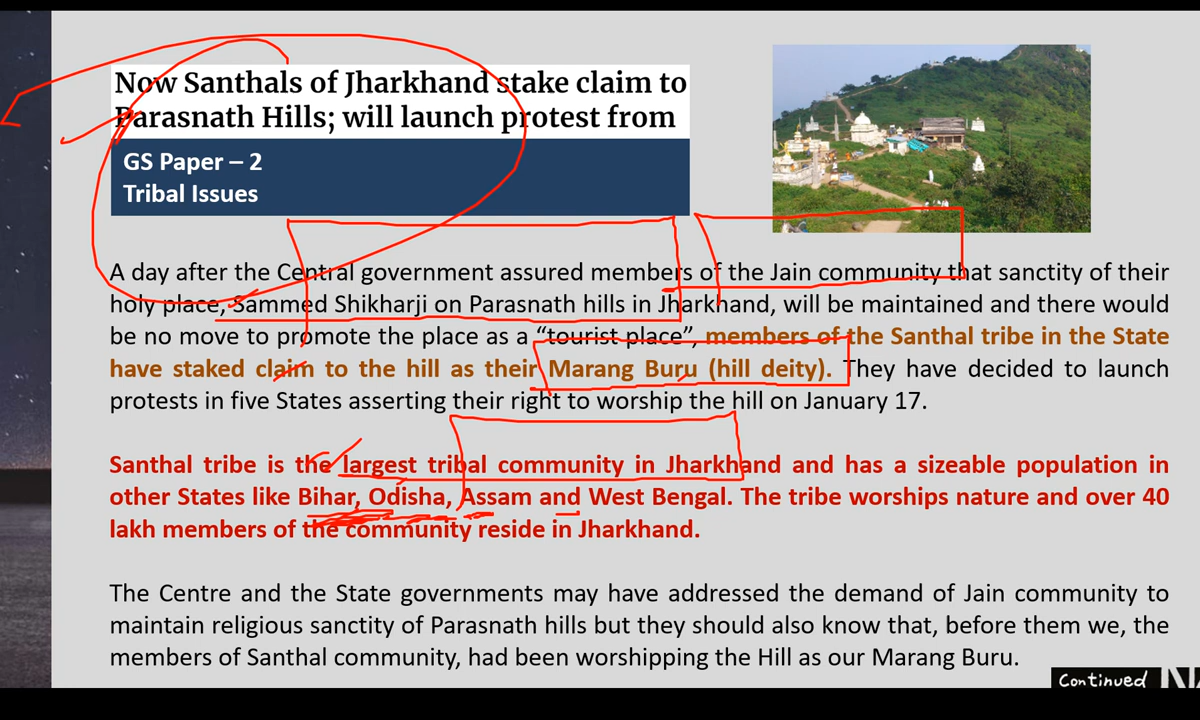 Now Santhals of Jharkhand stake claim to
Parasnath Hills; will launch protest from
GS Paper – 2
Tribal Issues
A day after the Central government assured members of the Jain community that sanctity of their
holy place, Sammed Shikharji on Parasnath hills in Jharkhand, will be maintained and there would
be no move to promote the place as a “tourist place”, members of the Santhal tribe in the State
have staked claim to the hill as their Marang Buru (hill deity). They have decided to launch
protests in five States asserting their right to worship the hill on January 17.
Santhal tribe is the largest tribal community in Jharkhand and has a sizeable population in
other States like Bihar, Odisha, Assam and West Bengal. The tribe worships nature and over 40
lakh members of the community reside in Jharkhand.
The Centre and the State governments may have addressed the demand of Jain community to
maintain religious sanctity of Parasnath hills but they should also know that, before them we, the
members of Santhal community, had been worshipping the Hill as our Marang Buru.
Continued